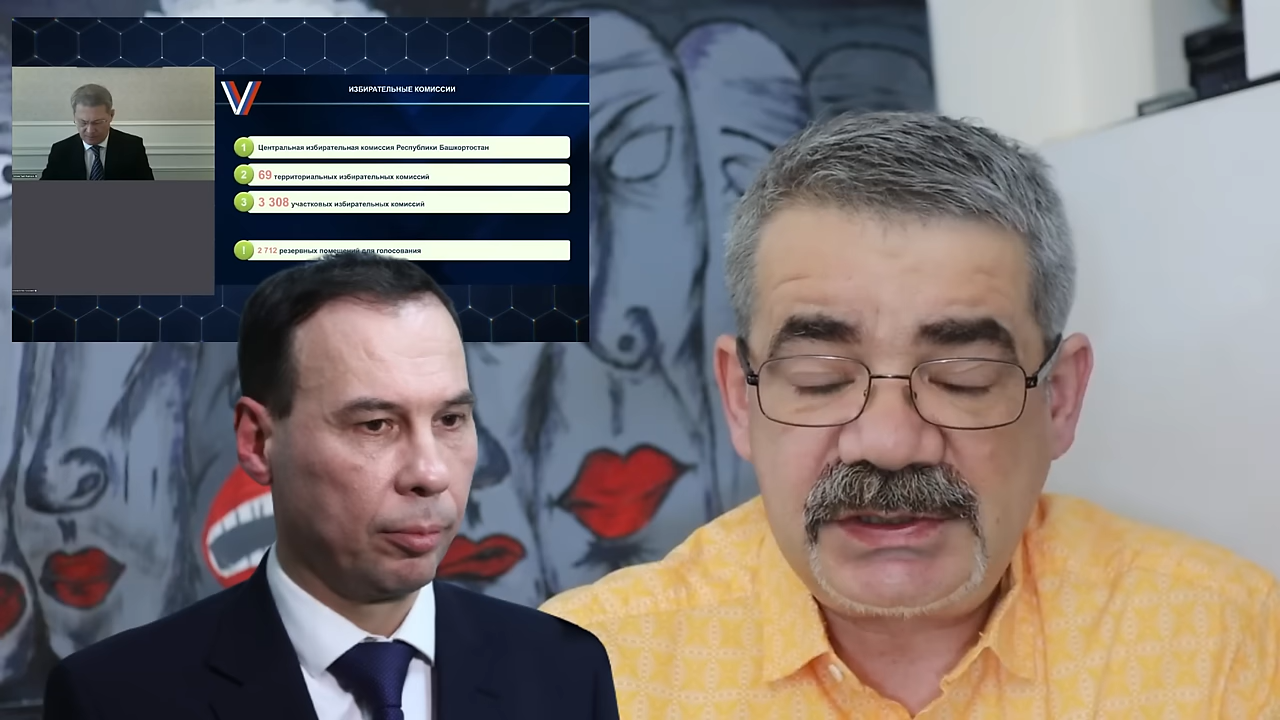 ИЗБИРАТЕЛЬНЫЕ КОМИССИИ
1 Центральная избирательная комиссия Республики Башкортостан
2 69 территориальных избирательных комиссий
3 3 308 участковых избирательных комиссий
! 2 712 резервных помещений для голосования